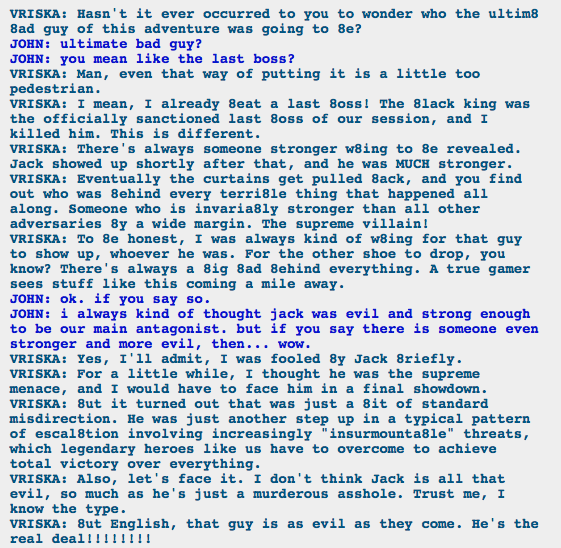 VRISKA: Hasn't it ever occurred to you to wonder who the ultim8
8ad guy of this adventure was going to 8e?
JOHN: ultimate bad guy?
JOHN: you mean like the last boss?
VRISKA: Man, even that way of putting it is a little too
pedestrian.
VRISKA: I mean, I already 8eat a last 8oss! The 8lack king was
the officially sanctioned last 8oss of our session, and I
killed him. This is different.
VRISKA: There's always someone stronger w8ing to 8e revealed.
Jack showed up shortly after that, and he was MUCH stronger.
VRISKA: Eventually the curtains get pulled 8ack, and you find
out who was 8ehind every terri8le thing that happened all
along. Someone who is invaria8ly stronger than all other
adversaries 8y a wide margin. The supreme villain!
VRISKA: To 8e honest, I was always kind of w8ing for that guy
to show up, whoever he was. For the other shoe to drop, you
know? There's always a 8ig 8ad 8ehind everything. A true gamer
sees stuff like this coming a mile away.
JOHN: ok. if you say so.
JOHN: i always kind of thought jack was evil and strong enough
to be our main antagonist. but if you say there is someone even
stronger and more evil, then... wow.
VRISKA: Yes, I'll admit, I was fooled 8y Jack 8riefly.
VRISKA: For a little while, I thought he was the supreme
menace, and I would have to face him in a final showdown.
VRISKA: 8ut it turned out that was just a 8it of standard
misdirection. He was just another step up in a typical pattern
of escal8tion involving increasingly "insurmounta8le" threats,
which legendary heroes like us have to overcome to achieve
total victory over everything.
VRISKA: Also, let's face it. I don't think Jack is all that
evil, so much as he's just a murderous asshole. Trust me, I
know the type.
VRISKA: 8ut English, that guy is as evil as they come. He's the
real deal!!!!!!!!